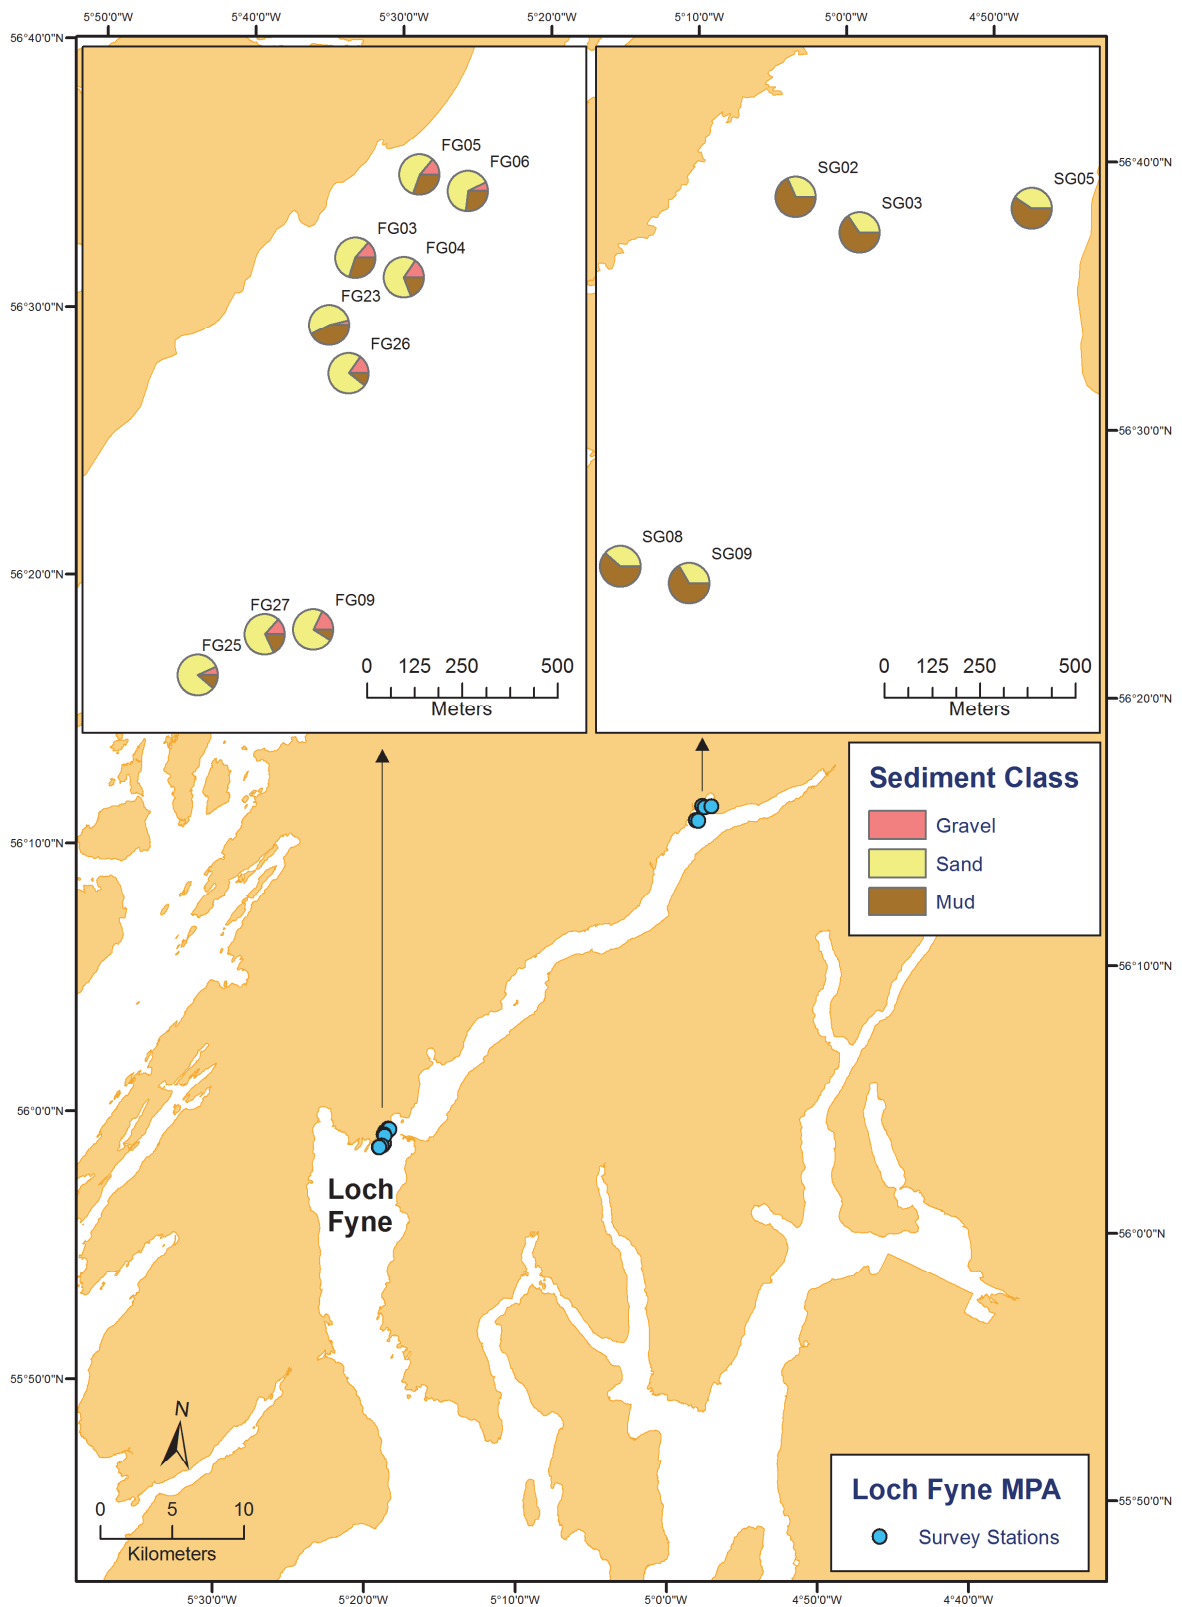 5°50'0"W 5°40'0"W 5°30'0"W 5°20'0"W 5°10'0"W 5°0'0"W 4°50'0"W
56°40'0"N
56°40'0"N
FG05
FG06
SG02
SG05
SG03
FG03
FG04
FG23
56°30'0"N
FG26
56°30'0"N
SG08
SG09
56°20'0"N
FG27
FG09
FG25
0 125 250 500
Meters
0 125 250 500
Meters
56°20'0"N
Sediment Class
Gravel
Sand
Mud
56°10'0"N
56°10'0"N
56°0'0"N
Loch
Fyne
56°0'0"N
55°50'0"N
N
0 5 10
Kilometers
Loch Fyne MPA
Survey Stations
55°50'0"N
5°30'0"W 5°20'0"W 5°10'0"W 5°0'0"W 4°50'0"W 4°40'0"W